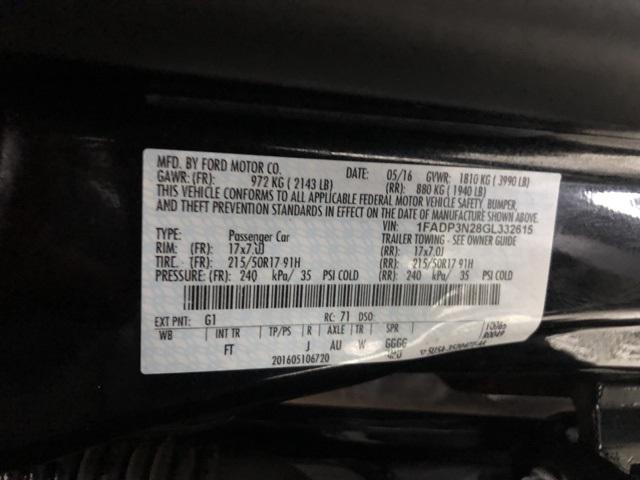 MFD. BY FORD MOTOR CO.
DATE: 05/16 GVWR: 1810 KG ( 3990 LB)
GAWR: (FR): 972 KG ( 2143 LB) (RR): 880 KG ( 1940 LB)
THIS VEHICLE CONFORMS TO ALL APPLICABLE FEDERAL MOTOR VEHICLE SAFETY, BUMPER,
AND THEFT PREVENTION STANDARDS IN EFFECT ON THE DATE OF MANUFACTURE SHOWN ABOVE.
VIN: 1FADP3N28GL332615
TYPE: Passenger Car TRAILER TOWING - SEE OWNER GUIDE
RIM: (FR): 17x7.0J (RR): 17x7.0J
TIRE: (FR): 215/50R17 91H (RR): 215/50R17 91H
PRESSURE: (FR): 240 kPa/ 35 PSI COLD (RR): 240 kPa/ 35 PSI COLD
EXT PNT: G1 RC: 71 DSO:
WB INT TR TP/PS R AXLE TR SPR
FT J AU W GGGG
201605106720